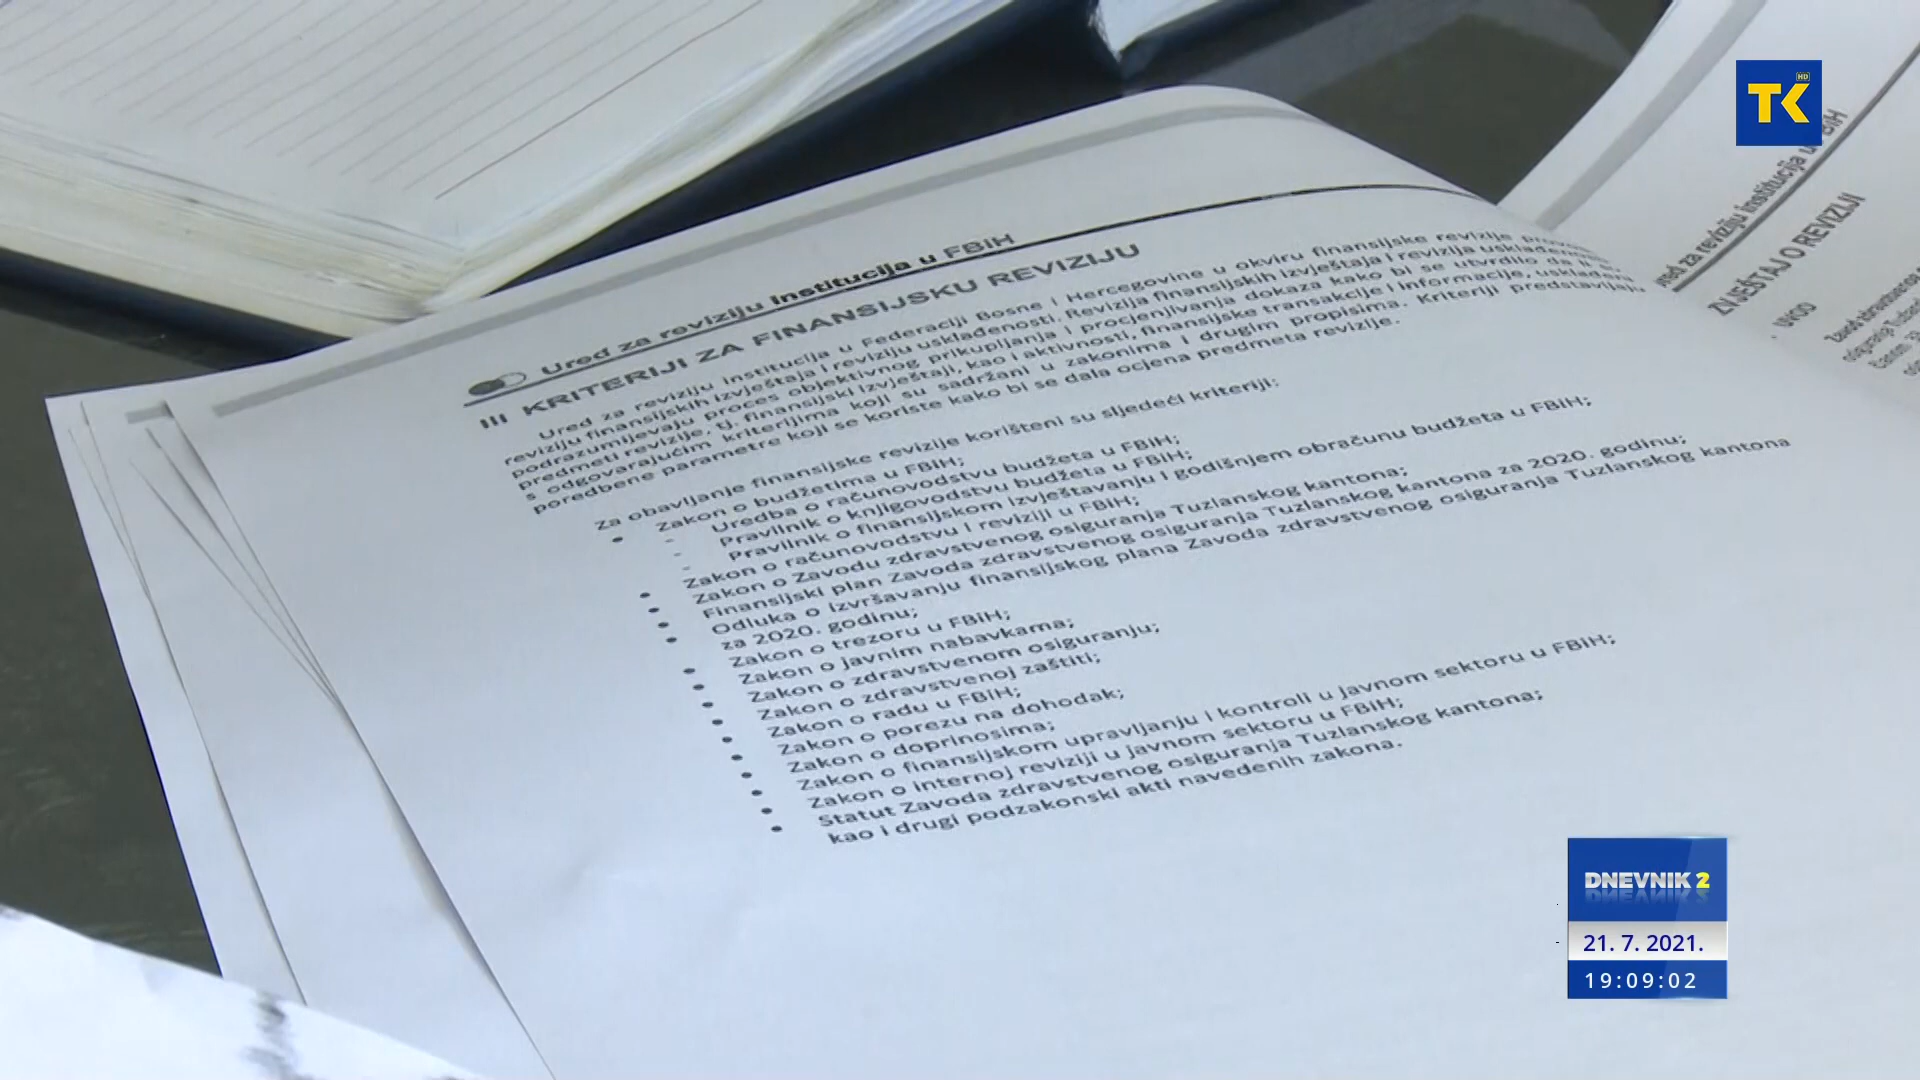 Ured za reviziju institucija u FBiH
III KRITERIJI ZA FINANSIJSKU REVIZIJU
Ured za reviziju institucija u Federaciji Bosne i Hercegovine u okviru finansijske revizije
reviziju finansijskih izvještaja i reviziju usklađenosti. Revizija finansijskih izvještaja i revizija usklađenosti
podrazumijevaju proces objektivnog prikupljanja i procjenjivanja dokaza kako bi se utvrdilo da li su
predmeti revizije, tj. finansijski izvještaji, kao i aktivnosti, finansijske transakcije i informacije, usklađeni
s odgovarajućim kriterijima koji su sadržani u zakonima i drugim propisima. Kriteriji predstavljaju
poredbene parametre koji se koriste kako bi se dala ocjena predmeta revizije.
Za obavljanje finansijske revizije korišteni su sljedeći kriteriji:
• Zakon o budžetima u FBiH;
- Uredba o računovodstvu budžeta u FBiH;
- Pravilnik o knjigovodstvu budžeta u FBiH;
- Pravilnik o finansijskom izvještavanju i godišnjem obračunu budžeta u FBiH;
• Zakon o računovodstvu i reviziji u FBiH;
• Zakon o Zavodu zdravstvenog osiguranja Tuzlanskog kantona;
• Finansijski plan Zavoda zdravstvenog osiguranja Tuzlanskog kantona za 2020. godinu;
• Odluka o izvršavanju finansijskog plana Zavoda zdravstvenog osiguranja Tuzlanskog kantona
za 2020. godinu;
• Zakon o trezoru u FBiH;
• Zakon o javnim nabavkama;
• Zakon o zdravstvenom osiguranju;
• Zakon o zdravstvenoj zaštiti;
• Zakon o radu u FBiH;
• Zakon o porezu na dohodak;
• Zakon o doprinosima;
• Zakon o finansijskom upravljanju i kontroli u javnom sektoru u FBiH;
• Zakon o internoj reviziji u javnom sektoru u FBiH;
• Statut Zavoda zdravstvenog osiguranja Tuzlanskog kantona;
kao i drugi podzakonski akti navedenih zakona.
za reviziju institucija u FBiH
IZVJEŠTAJ O REVIZIJI
UVOD
Zavod zdravstvenog
osiguranja
TK HD
DNEVNIK 2
21. 7. 2021.
19:09:02